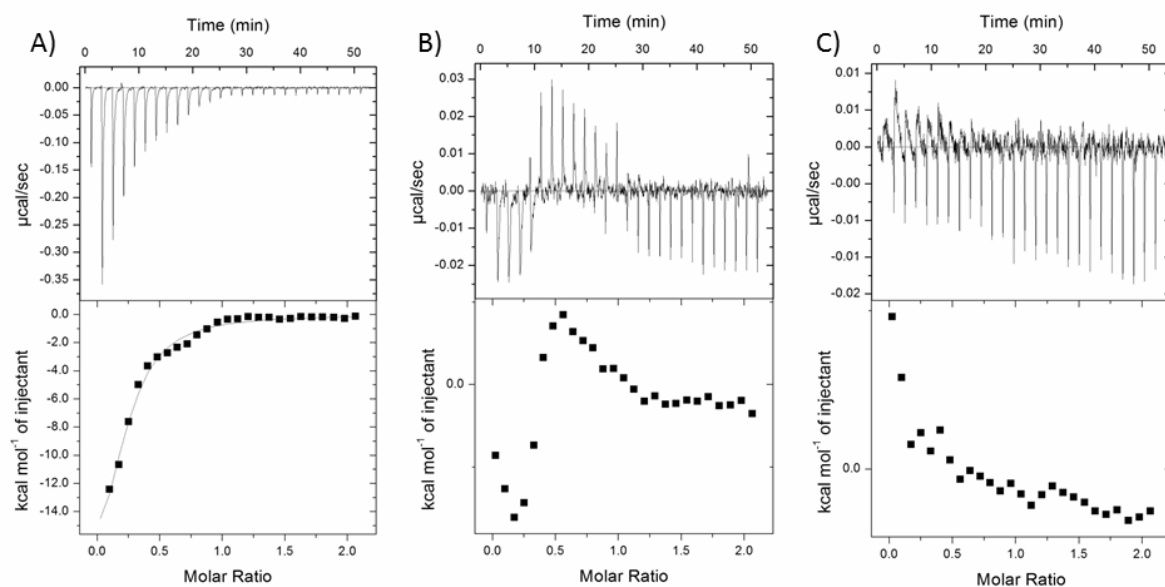 A)
Time (min)
0 10 20 30 40 50
0.00
-0.05
-0.10
-0.15
-0.20
-0.25
-0.30
-0.35
µcal/sec
0.0
-2.0
-4.0
-6.0
-8.0
-10.0
-12.0
-14.0
kcal mol⁻¹ of injectant
0.0 0.5 1.0 1.5 2.0
Molar Ratio
B)
Time (min)
0 10 20 30 40 50
0.03
0.02
0.01
0.00
-0.01
-0.02
µcal/sec
0.0
kcal mol⁻¹ of injectant
0.0 0.5 1.0 1.5 2.0
Molar Ratio
C)
Time (min)
0 10 20 30 40 50
0.01
0.01
0.00
-0.00
-0.01
-0.01
-0.02
µcal/sec
0.0
kcal mol⁻¹ of injectant
0.0 0.5 1.0 1.5 2.0
Molar Ratio